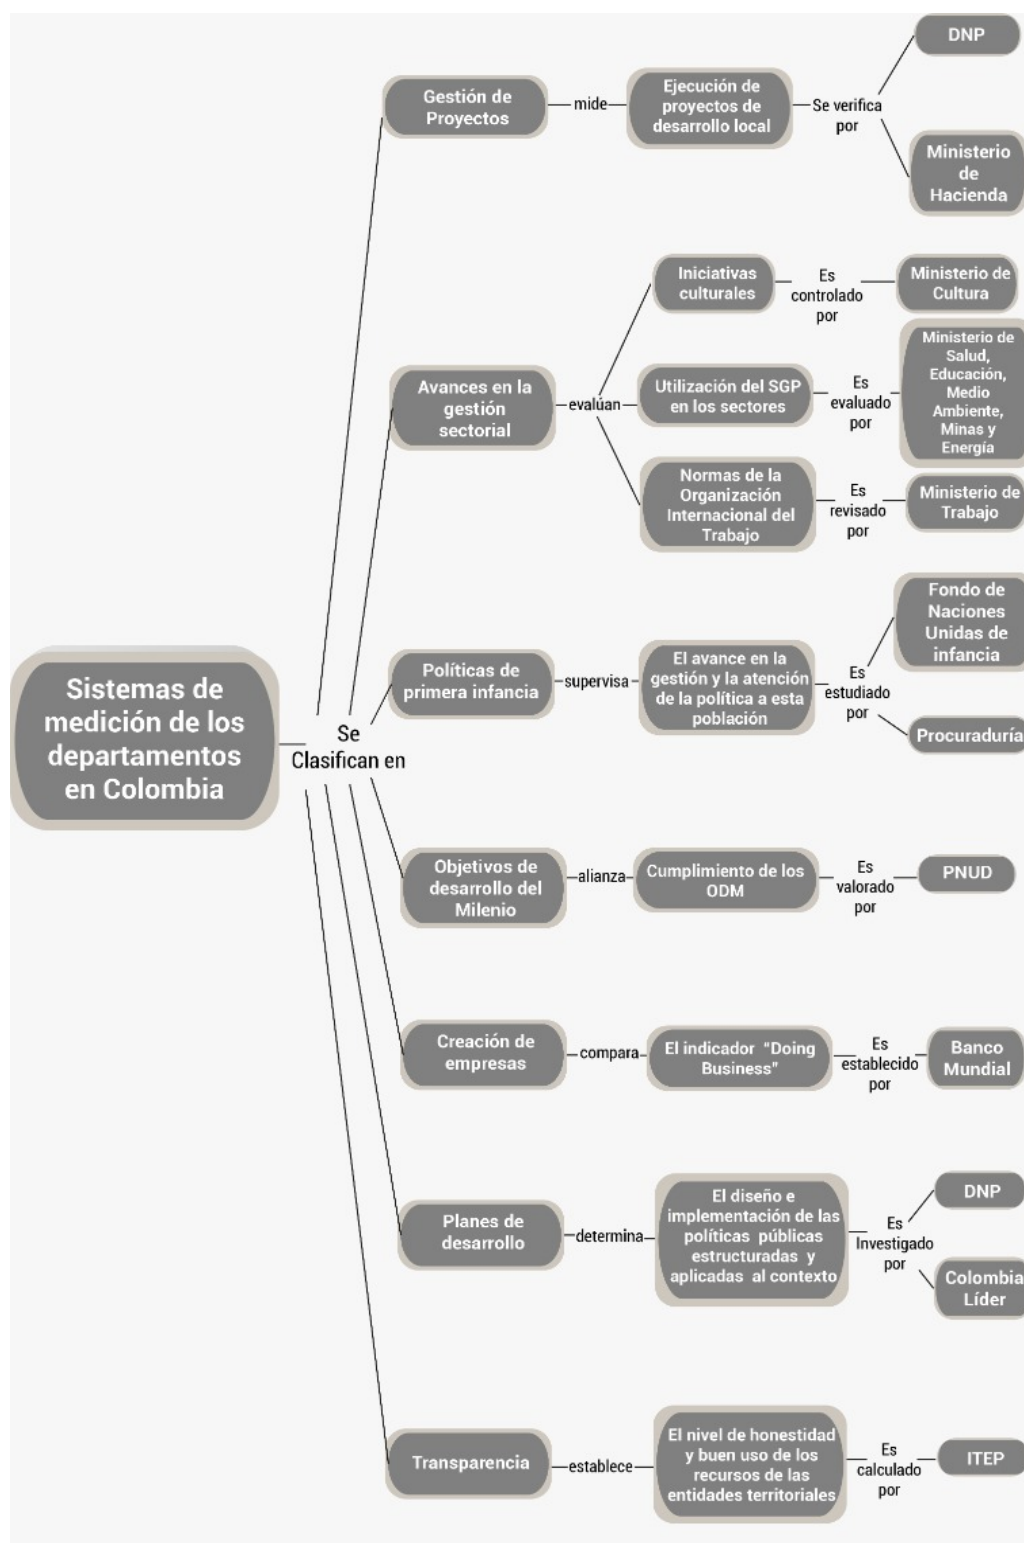 Sistemas de
medición de los
departamentos
en Colombia
Se
Clasifican en
Gestión de
Proyectos
mide
Ejecución de
proyectos de
desarrollo local
Se verifica
por
DNP
Ministerio
de
Hacienda
Avances en la
gestión
sectorial
evalúan
Iniciativas
culturales
Es
controlado
por
Ministerio de
Cultura
Utilización del SGP
en los sectores
Es
evaluado
por
Ministerio de
Salud,
Educación,
Medio
Ambiente,
Minas y
Energía
Normas de la
Organización
Internacional del
Trabajo
Es
revisado
por
Ministerio de
Trabajo
Políticas de
primera infancia
supervisa
El avance en la
gestión y la atención
de la política a esta
población
Es
estudiado
por
Fondo de
Naciones
Unidas de
infancia
Procuraduría
Objetivos de
desarrollo del
Milenio
alianza
Cumplimiento de los
ODM
Es
valorado
por
PNUD
Creación de
empresas
compara
El indicador "Doing
Business"
Es
establecido
por
Banco
Mundial
Planes de
desarrollo
determina
El diseño e
implementación de las
políticas públicas
estructuradas y
aplicadas al contexto
Es
Investigado
por
DNP
Colombia
Líder
Transparencia
establece
El nivel de honestidad
y buen uso de los
recursos de las
entidades territoriales
Es
calculado
por
ITEP